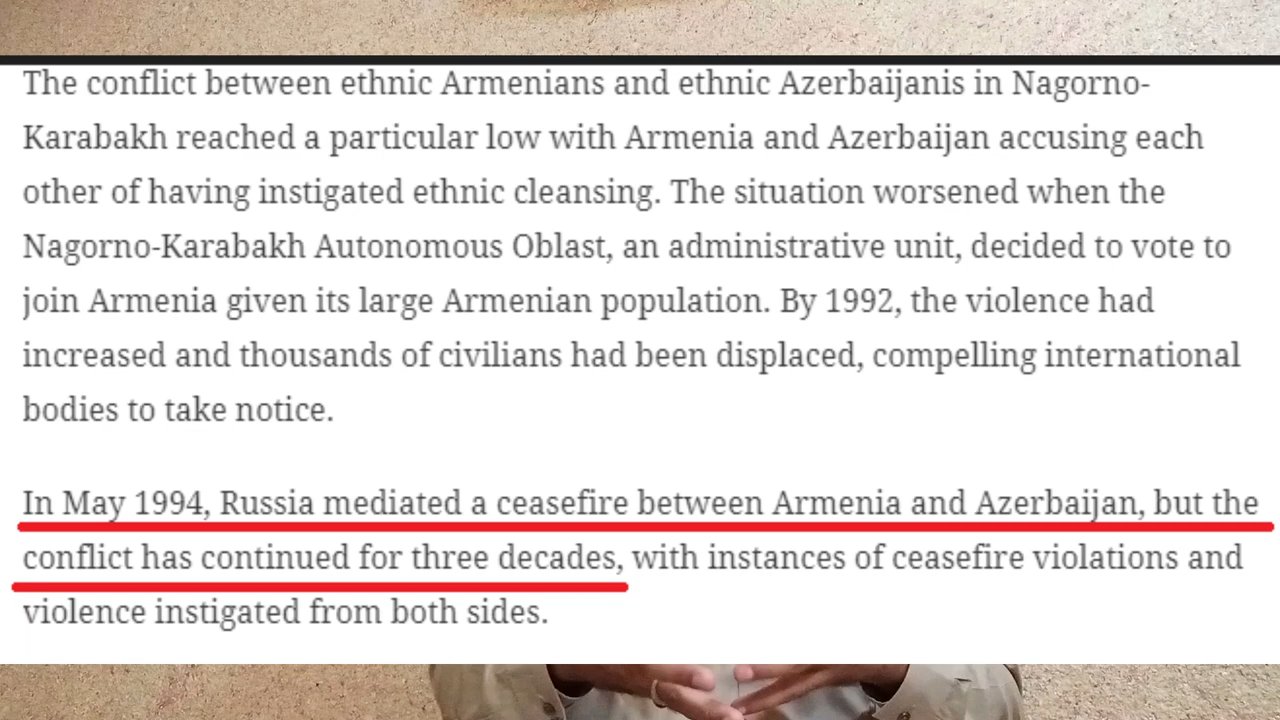 The conflict between ethnic Armenians and ethnic Azerbaijanis in Nagorno-
Karabakh reached a particular low with Armenia and Azerbaijan accusing each
other of having instigated ethnic cleansing. The situation worsened when the
Nagorno-Karabakh Autonomous Oblast, an administrative unit, decided to vote to
join Armenia given its large Armenian population. By 1992, the violence had
increased and thousands of civilians had been displaced, compelling international
bodies to take notice.
In May 1994, Russia mediated a ceasefire between Armenia and Azerbaijan, but the
conflict has continued for three decades, with instances of ceasefire violations and
violence instigated from both sides.